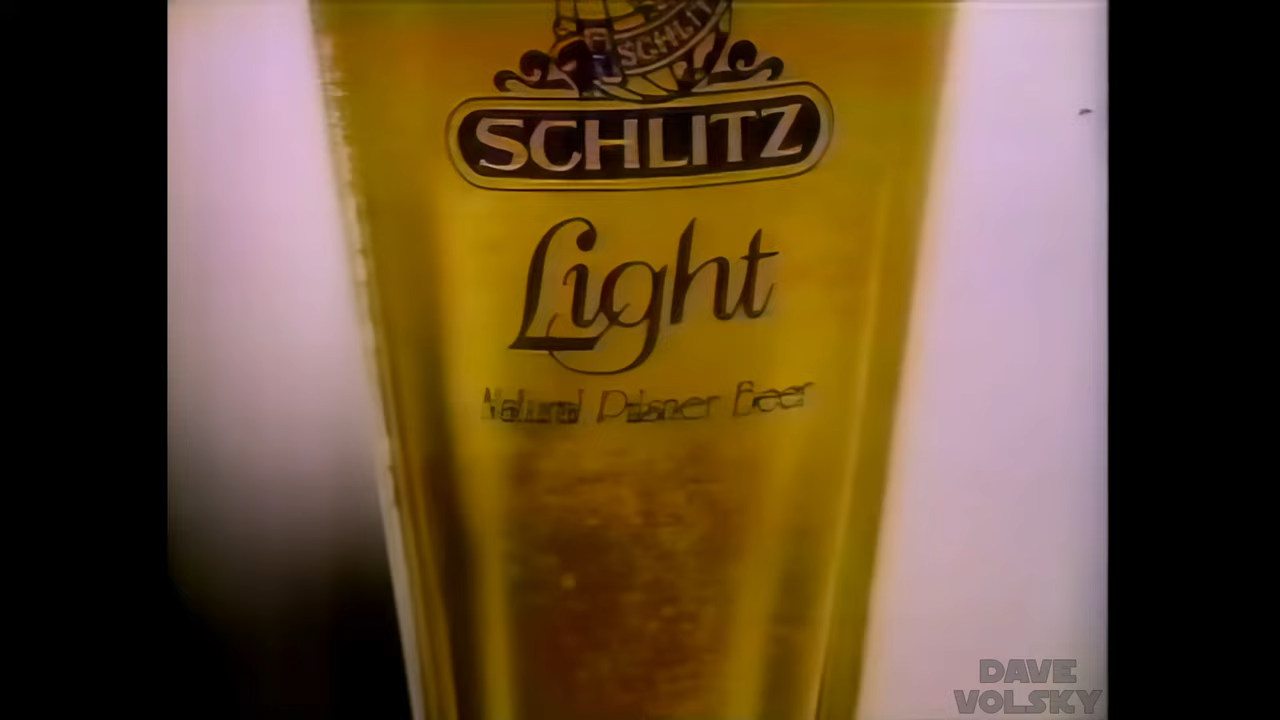 SCHLITZ
SCHLITZ
Light
Natural Pilsner Beer
DAVE
VOLSKY